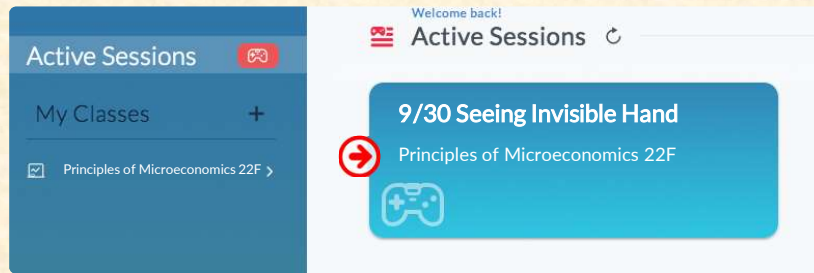 Active Sessions
My Classes +
Principles of Microeconomics 22F >
Welcome back!
Active Sessions
9/30 Seeing Invisible Hand
Principles of Microeconomics 22F